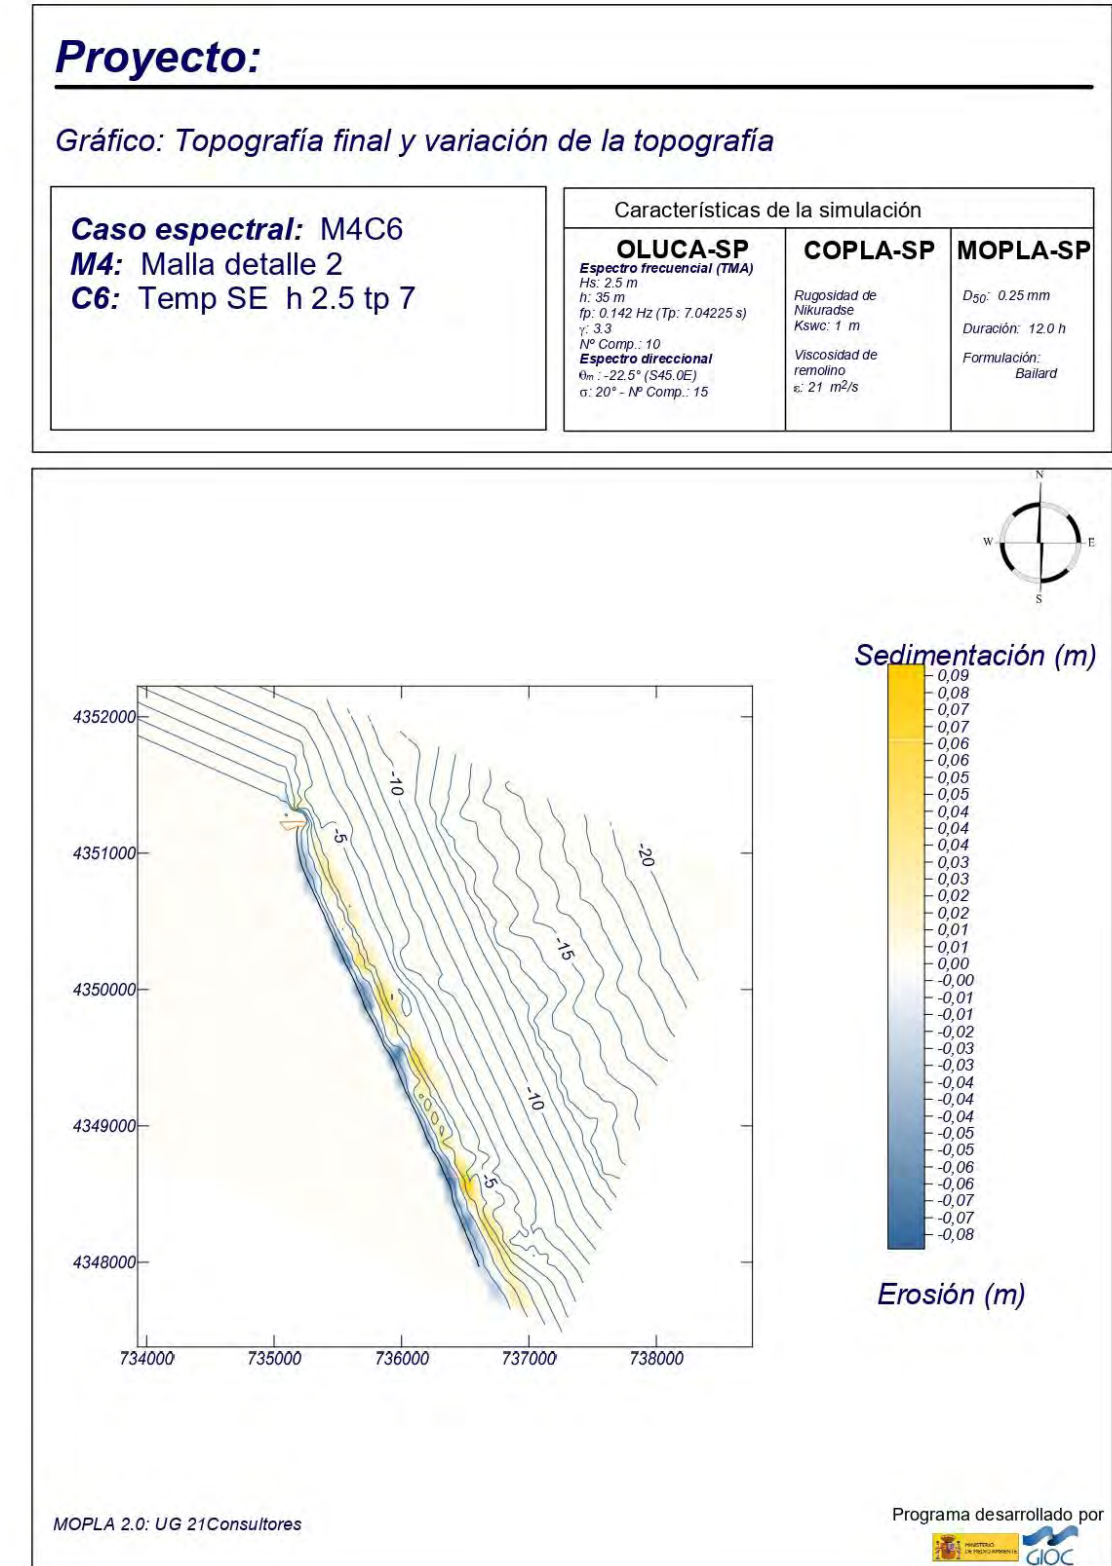 Proyecto:
Gráfico: Topografía final y variación de la topografía
Caso espectral: M4C6
M4: Malla detalle 2
C6: Temp SE h 2.5 tp 7
Características de la simulación
OLUCA-SP
Espectro frecuencial (TMA)
Hs: 2.5 m
h: 35 m
fp: 0.142 Hz (Tp: 7.04225 s)
γ: 3.3
Nº Comp.: 10
Espectro direccional
θm : -22.5° (S45.0E)
σ: 20° - Nº Comp.: 15
COPLA-SP
Rugosidad de
Nikuradse
Kswc: 1 m
Viscosidad de
remolino
ε: 21 m²/s
MOPLA-SP
D50: 0.25 mm
Duración: 12.0 h
Formulación:
Bailard
N
W
E
S
Sedimentación (m)
0,09
0,08
0,07
0,07
0,06
0,06
0,05
0,05
0,04
0,04
0,04
0,03
0,03
0,02
0,02
0,01
0,01
0,00
-0,00
-0,01
-0,01
-0,02
-0,03
-0,03
-0,04
-0,04
-0,04
-0,05
-0,05
-0,06
-0,06
-0,07
-0,07
-0,08
Erosión (m)
4352000
4351000
4350000
4349000
4348000
734000
735000
736000
737000
738000
-10
-5
-20
-15
-10
-5
MOPLA 2.0: UG 21Consultores
Programa desarrollado por
MINISTERIO
DE MEDIO AMBIENTE
GIOC